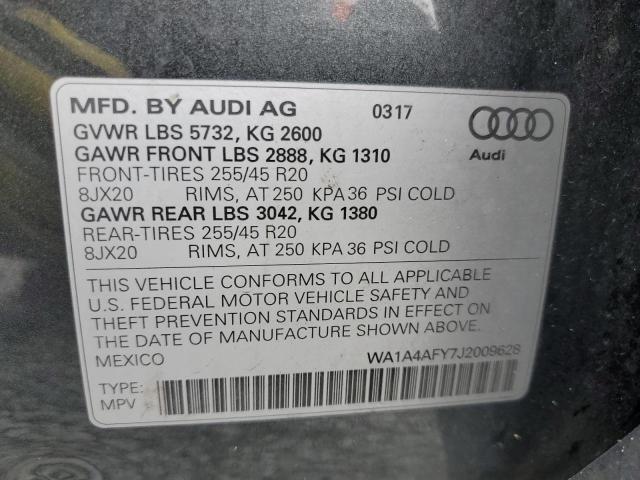 MFD. BY AUDI AG 0317
GVWR LBS 5732, KG 2600
GAWR FRONT LBS 2888, KG 1310
FRONT-TIRES 255/45 R20
8JX20 RIMS, AT 250 KPA 36 PSI COLD
GAWR REAR LBS 3042, KG 1380
REAR-TIRES 255/45 R20
8JX20 RIMS, AT 250 KPA 36 PSI COLD
Audi
THIS VEHICLE CONFORMS TO ALL APPLICABLE
U.S. FEDERAL MOTOR VEHICLE SAFETY AND
THEFT PREVENTION STANDARDS IN EFFECT ON
THE DATE OF MANUFACTURE SHOWN ABOVE.
MEXICO WA1A4AFY7J2009628
TYPE:
MPV